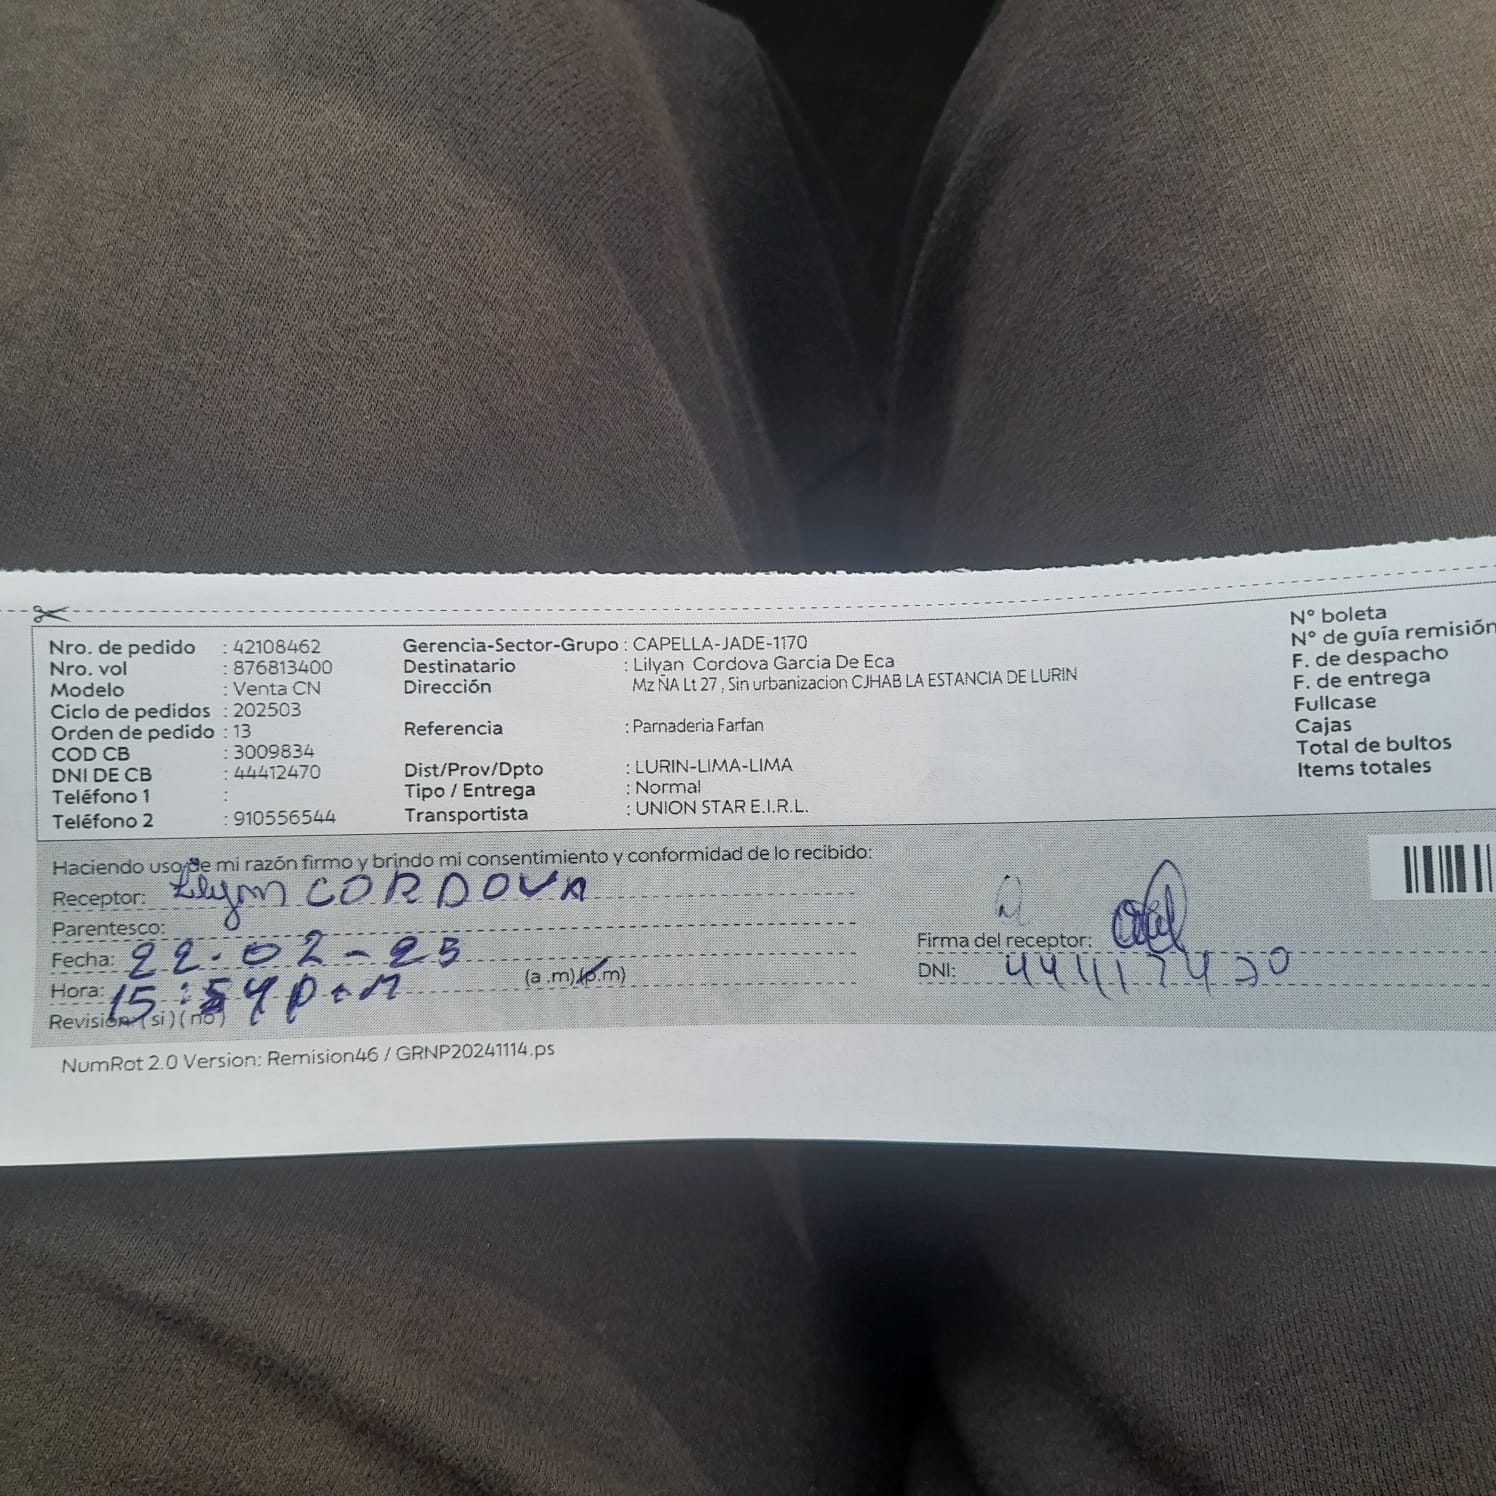 Nro. de pedido : 42108462 Gerencia-Sector-Grupo : CAPELLA-JADE-1170 N° boleta
Nro. vol : 876813400 Destinatario : Lilyan Cordova Garcia De Eca N° de guía remisión
Modelo : Venta CN Dirección Mz ÑA Lt 27 , Sin urbanizacion CJHAB LA ESTANCIA DE LURIN F. de despacho
Ciclo de pedidos : 202503 F. de entrega
Orden de pedido : 13 Referencia : Parnaderia Farfan Fullcase
COD CB : 3009834 Cajas
DNI DE CB : 44412470 Dist/Prov/Dpto : LURIN-LIMA-LIMA Total de bultos
Teléfono 1 : Tipo / Entrega : Normal Items totales
Teléfono 2 : 910556544 Transportista : UNION STAR E.I.R.L.
Haciendo uso de mi razón firmo y brindo mi consentimiento y conformidad de lo recibido:
Receptor: CORDOVA
Parentesco:
Fecha: 22-02-25 Firma del receptor:
Hora: 15:54 p.m (a.m)(p.m) DNI:
Revisión (si)(no)
NumRot 2.0 Version: Remision46 / GRNP20241114.ps